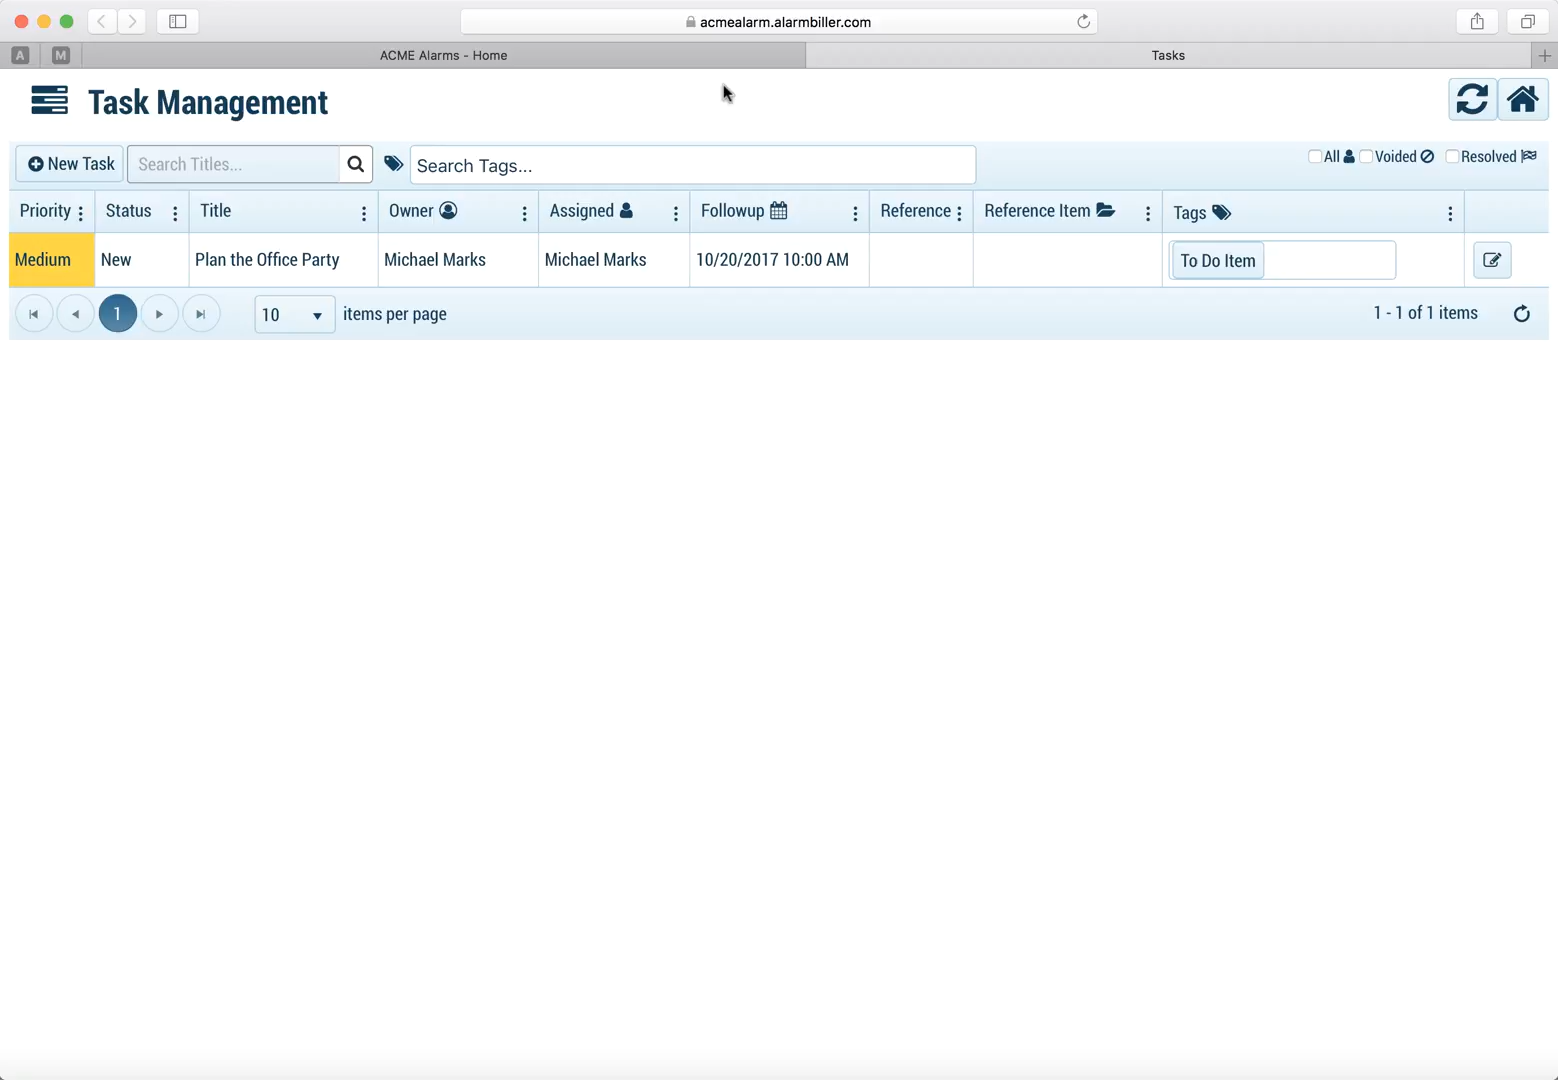 acmealarm.alarmbiller.com
A M ACME Alarms - Home Tasks
Task Management
New Task Search Titles... Search Tags... All Voided Resolved
Priority Status Title Owner Assigned Followup Reference Reference Item Tags
Medium New Plan the Office Party Michael Marks Michael Marks 10/20/2017 10:00 AM To Do Item
1 10 items per page 1 - 1 of 1 items